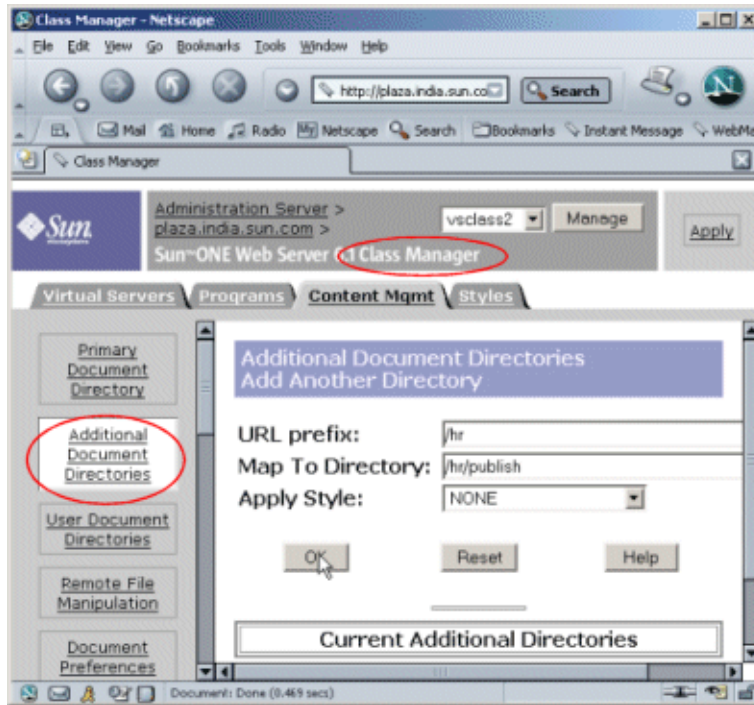 Class Manager - Netscape
File Edit View Go Bookmarks Tools Window Help
http://plaza.india.sun.co Search
Mail Home Radio My Netscape Search Bookmarks Instant Message WebMa
Class Manager
Sun
Administration Server >
plaza.india.sun.com >
Sun ONE Web Server 6.1 Class Manager
vsclass2 Manage
Apply
Virtual Servers Programs Content Mgmt Styles
Primary
Document
Directory
Additional
Document
Directories
User Document
Directories
Remote File
Manipulation
Document
Preferences
Additional Document Directories
Add Another Directory
URL prefix: /hr
Map To Directory: /hr/publish
Apply Style: NONE
OK Reset Help
Current Additional Directories
Document: Done (0.469 secs)